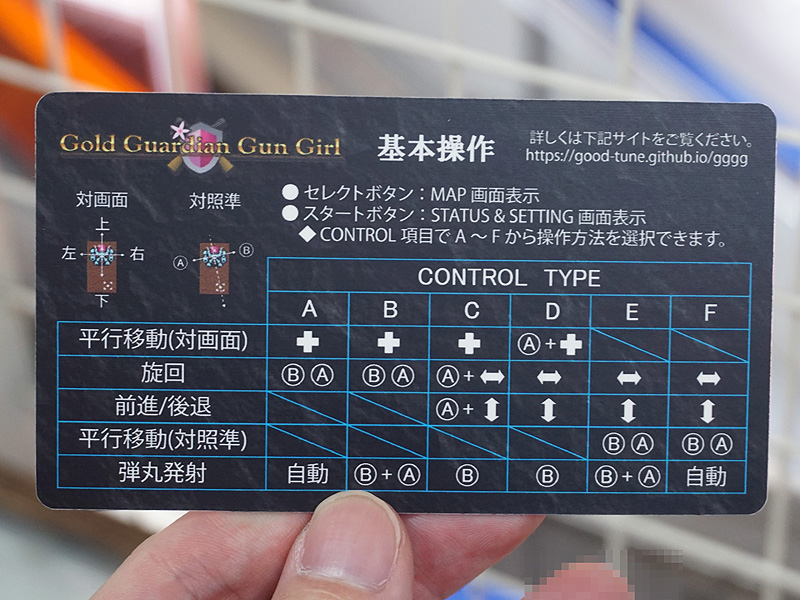 Gold Guardian Gun Girl
基本操作
詳しくは下記サイトをご覧ください。
https://good-tune.github.io/gggg
対画面
対照準
●セレクトボタン：MAP 画面表示
●スタートボタン：STATUS & SETTING 画面表示
◆CONTROL 項目で A ～ F から操作方法を選択できます。
上
左 右
下
Ⓐ Ⓑ
CONTROL TYPE
A B C D E F
平行移動(対画面) ✚ ✚ ✚ Ⓐ+✚
旋回 ⒷⒶ ⒷⒶ Ⓐ+⬌ ⬌ ⬌ ⬌
前進/後退 Ⓐ+⬍ ⬍ ⬍ ⬍
平行移動(対照準) ⒷⒶ ⒷⒶ
弾丸発射 自動 Ⓑ+Ⓐ Ⓑ Ⓑ Ⓑ+Ⓐ 自動